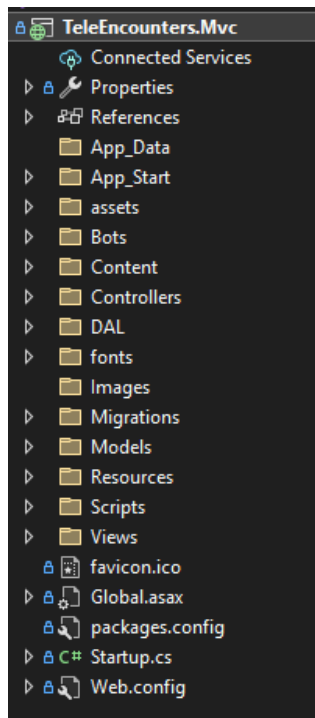 TeleEncounters.Mvc
Connected Services
Properties
References
App_Data
App_Start
assets
Bots
Content
Controllers
DAL
fonts
Images
Migrations
Models
Resources
Scripts
Views
favicon.ico
Global.asax
packages.config
C# Startup.cs
Web.config